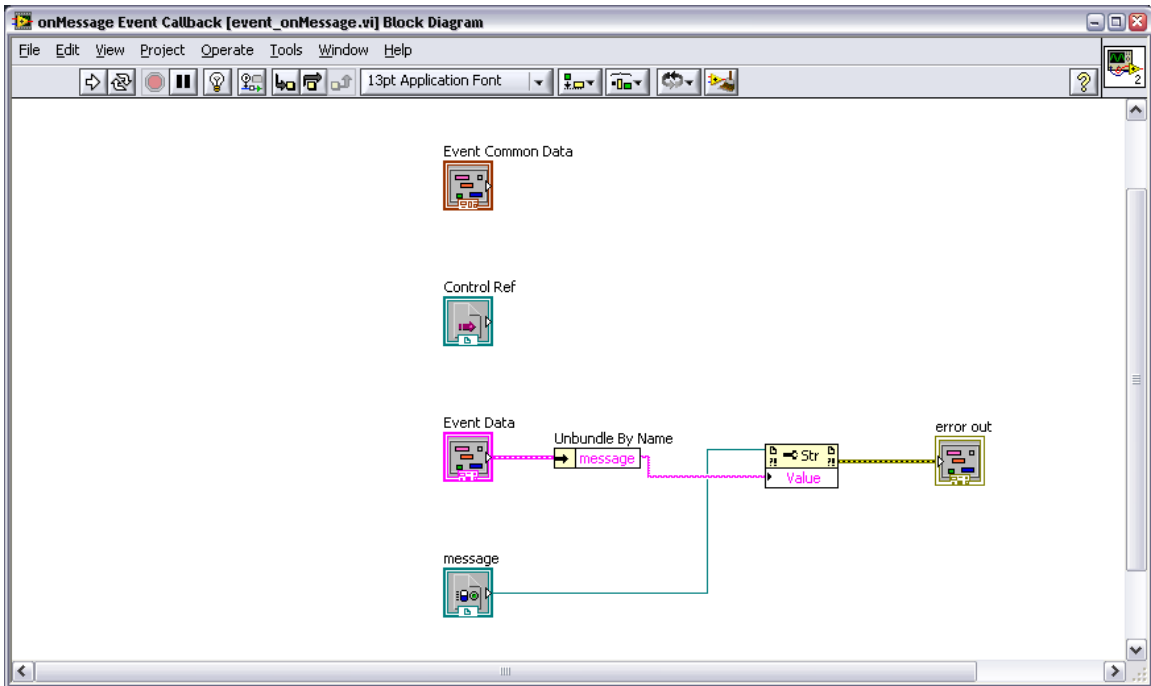 onMessage Event Callback [event_onMessage.vi] Block Diagram
File Edit View Project Operate Tools Window Help
13pt Application Font
2
Event Common Data
Control Ref
Event Data
Unbundle By Name
message
error out
Str
Value
message